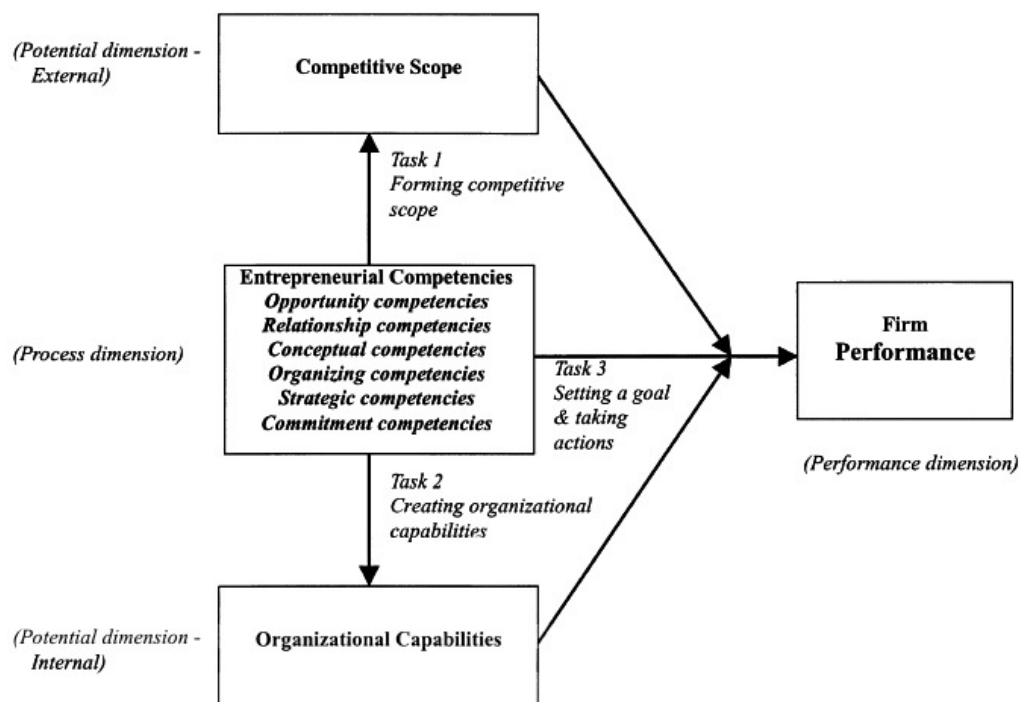 (Potential dimension -
External)
Competitive Scope
Task 1
Forming competitive
scope
Entrepreneurial Competencies
Opportunity competencies
Relationship competencies
Conceptual competencies
Organizing competencies
Strategic competencies
Commitment competencies
(Process dimension)
Task 3
Setting a goal
& taking
actions
Firm
Performance
(Performance dimension)
Task 2
Creating organizational
capabilities
(Potential dimension -
Internal)
Organizational Capabilities